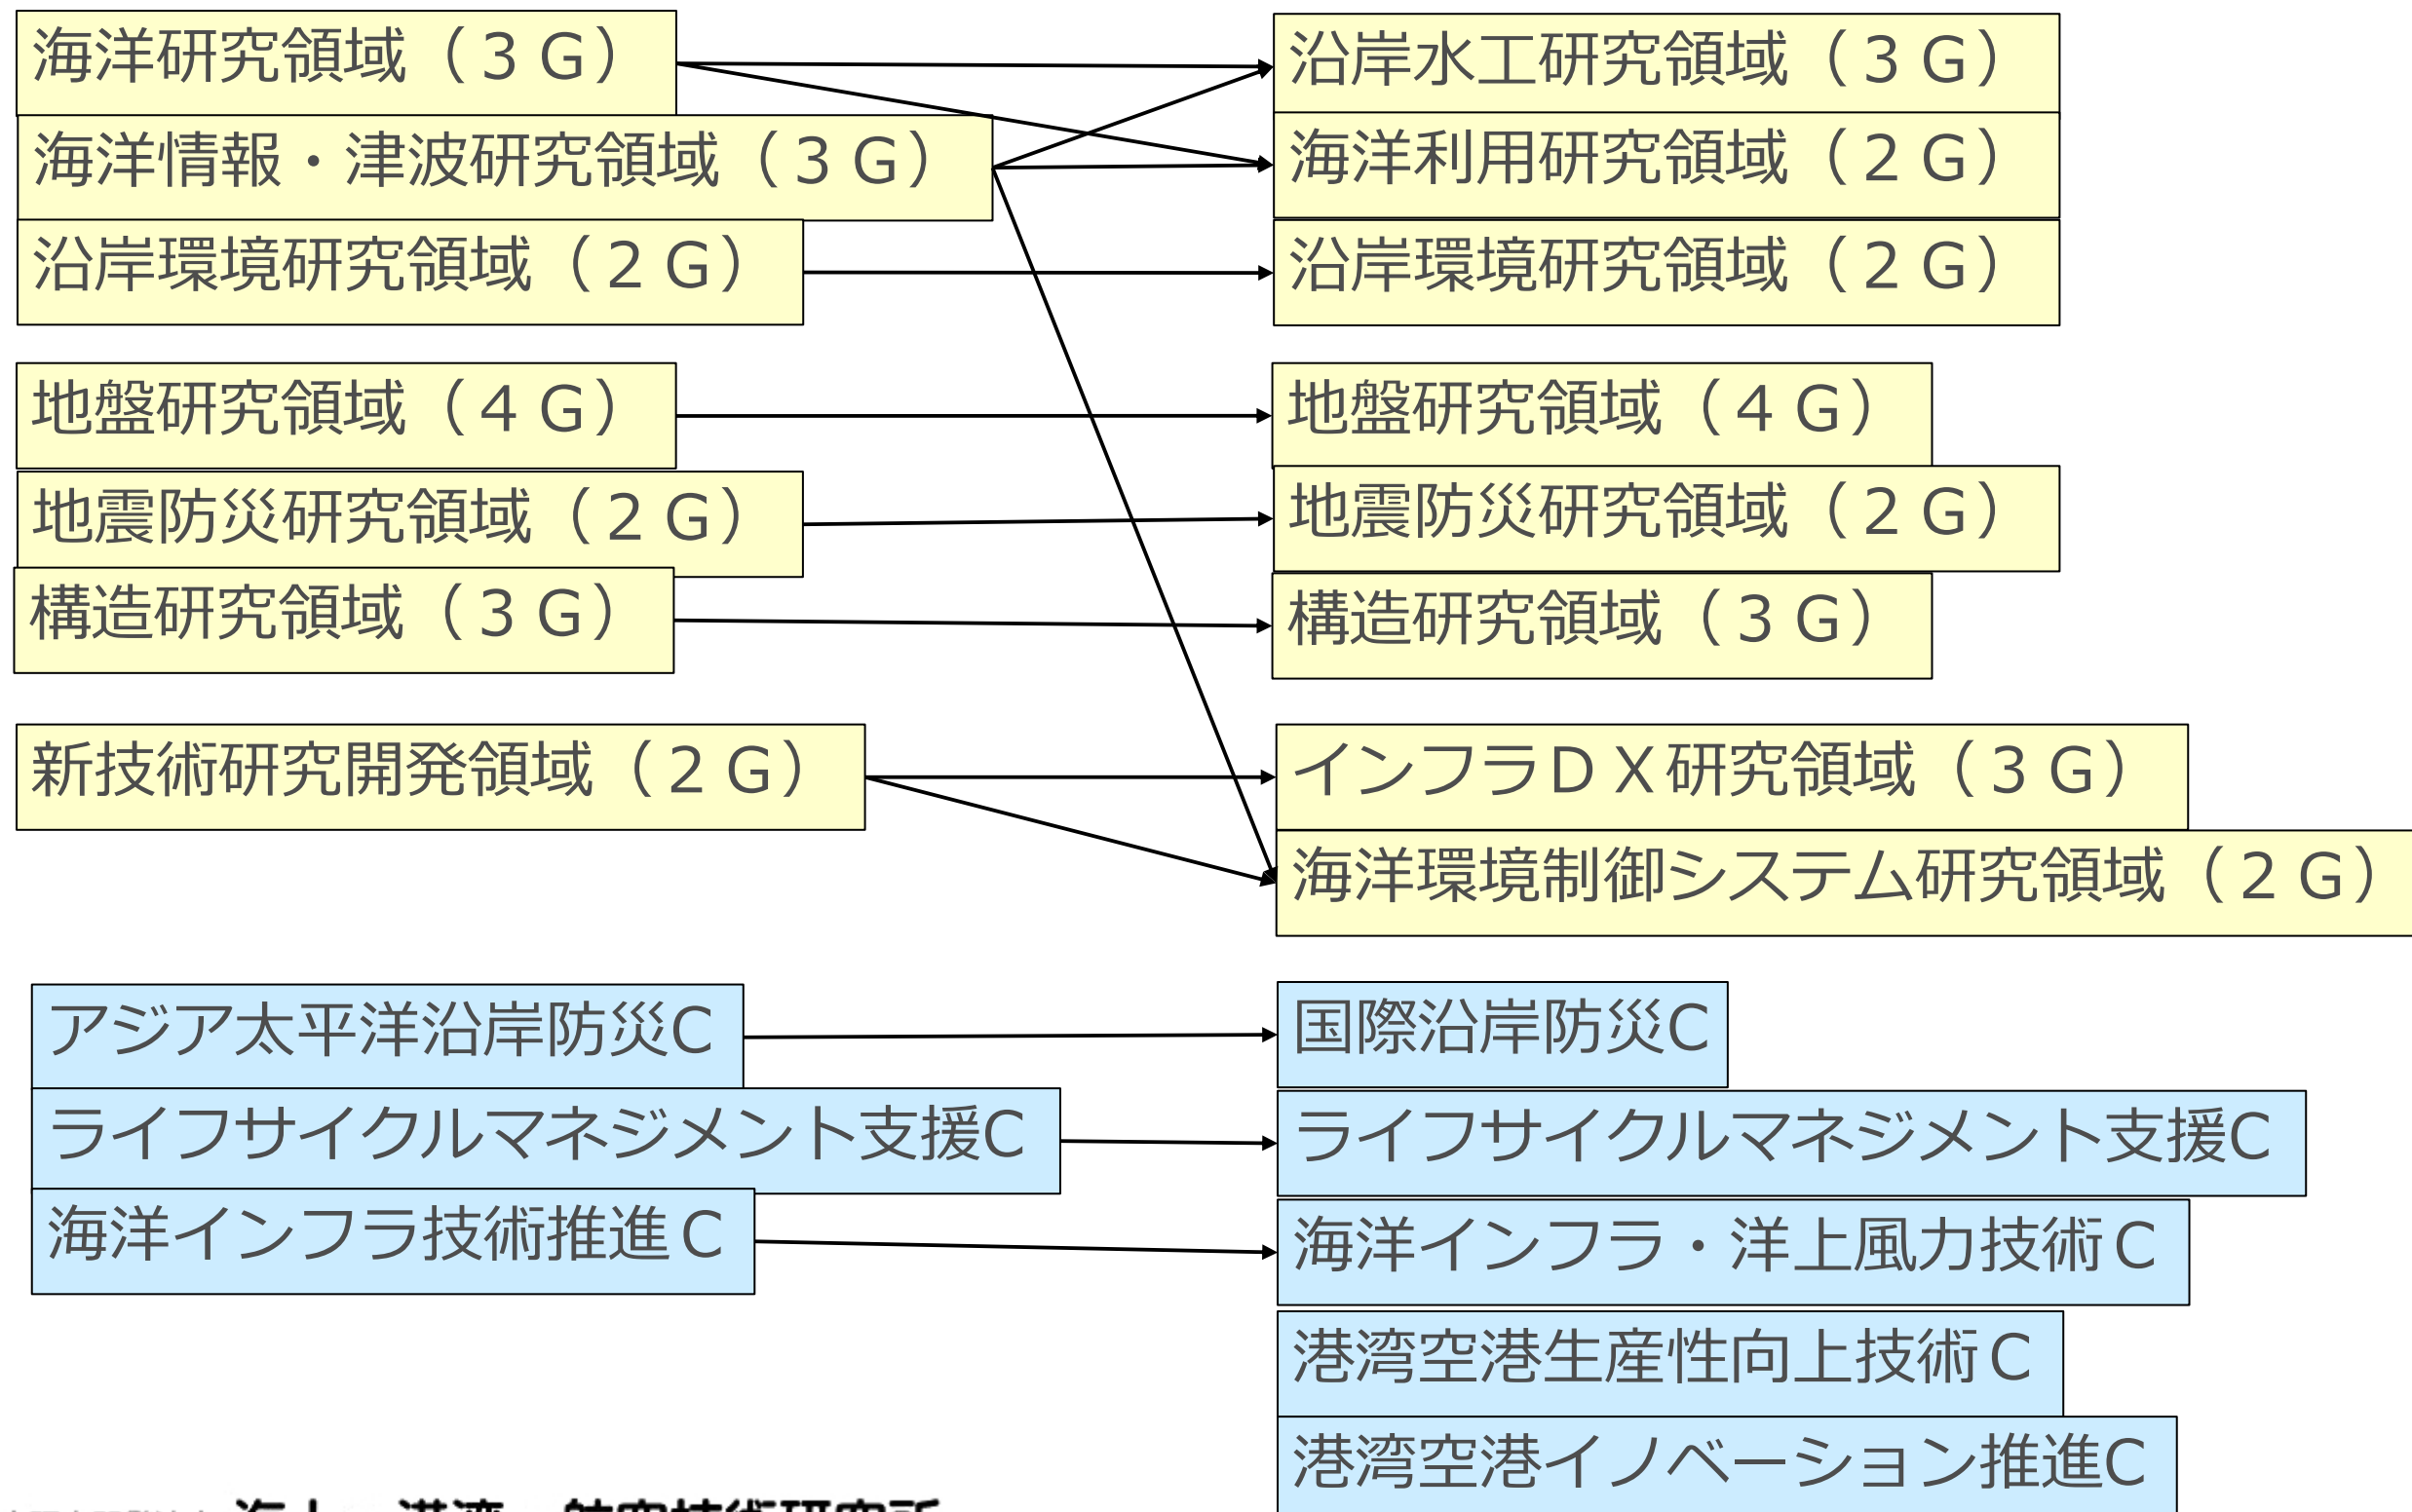 海洋研究領域（３Ｇ）
海洋情報・津波研究領域（３Ｇ）
沿岸環境研究領域（２Ｇ）
地盤研究領域（４Ｇ）
地震防災研究領域（２Ｇ）
構造研究領域（３Ｇ）
新技術研究開発領域（２Ｇ）
アジア太平洋沿岸防災C
ライフサイクルマネジメント支援C
海洋インフラ技術推進C
沿岸水工研究領域（３Ｇ）
海洋利用研究領域（２Ｇ）
沿岸環境研究領域（２Ｇ）
地盤研究領域（４Ｇ）
地震防災研究領域（２Ｇ）
構造研究領域（３Ｇ）
インフラＤＸ研究領域（３Ｇ）
海洋環境制御システム研究領域（２Ｇ）
国際沿岸防災C
ライフサイクルマネジメント支援C
海洋インフラ・洋上風力技術Ｃ
港湾空港生産性向上技術Ｃ
港湾空港イノベーション推進C